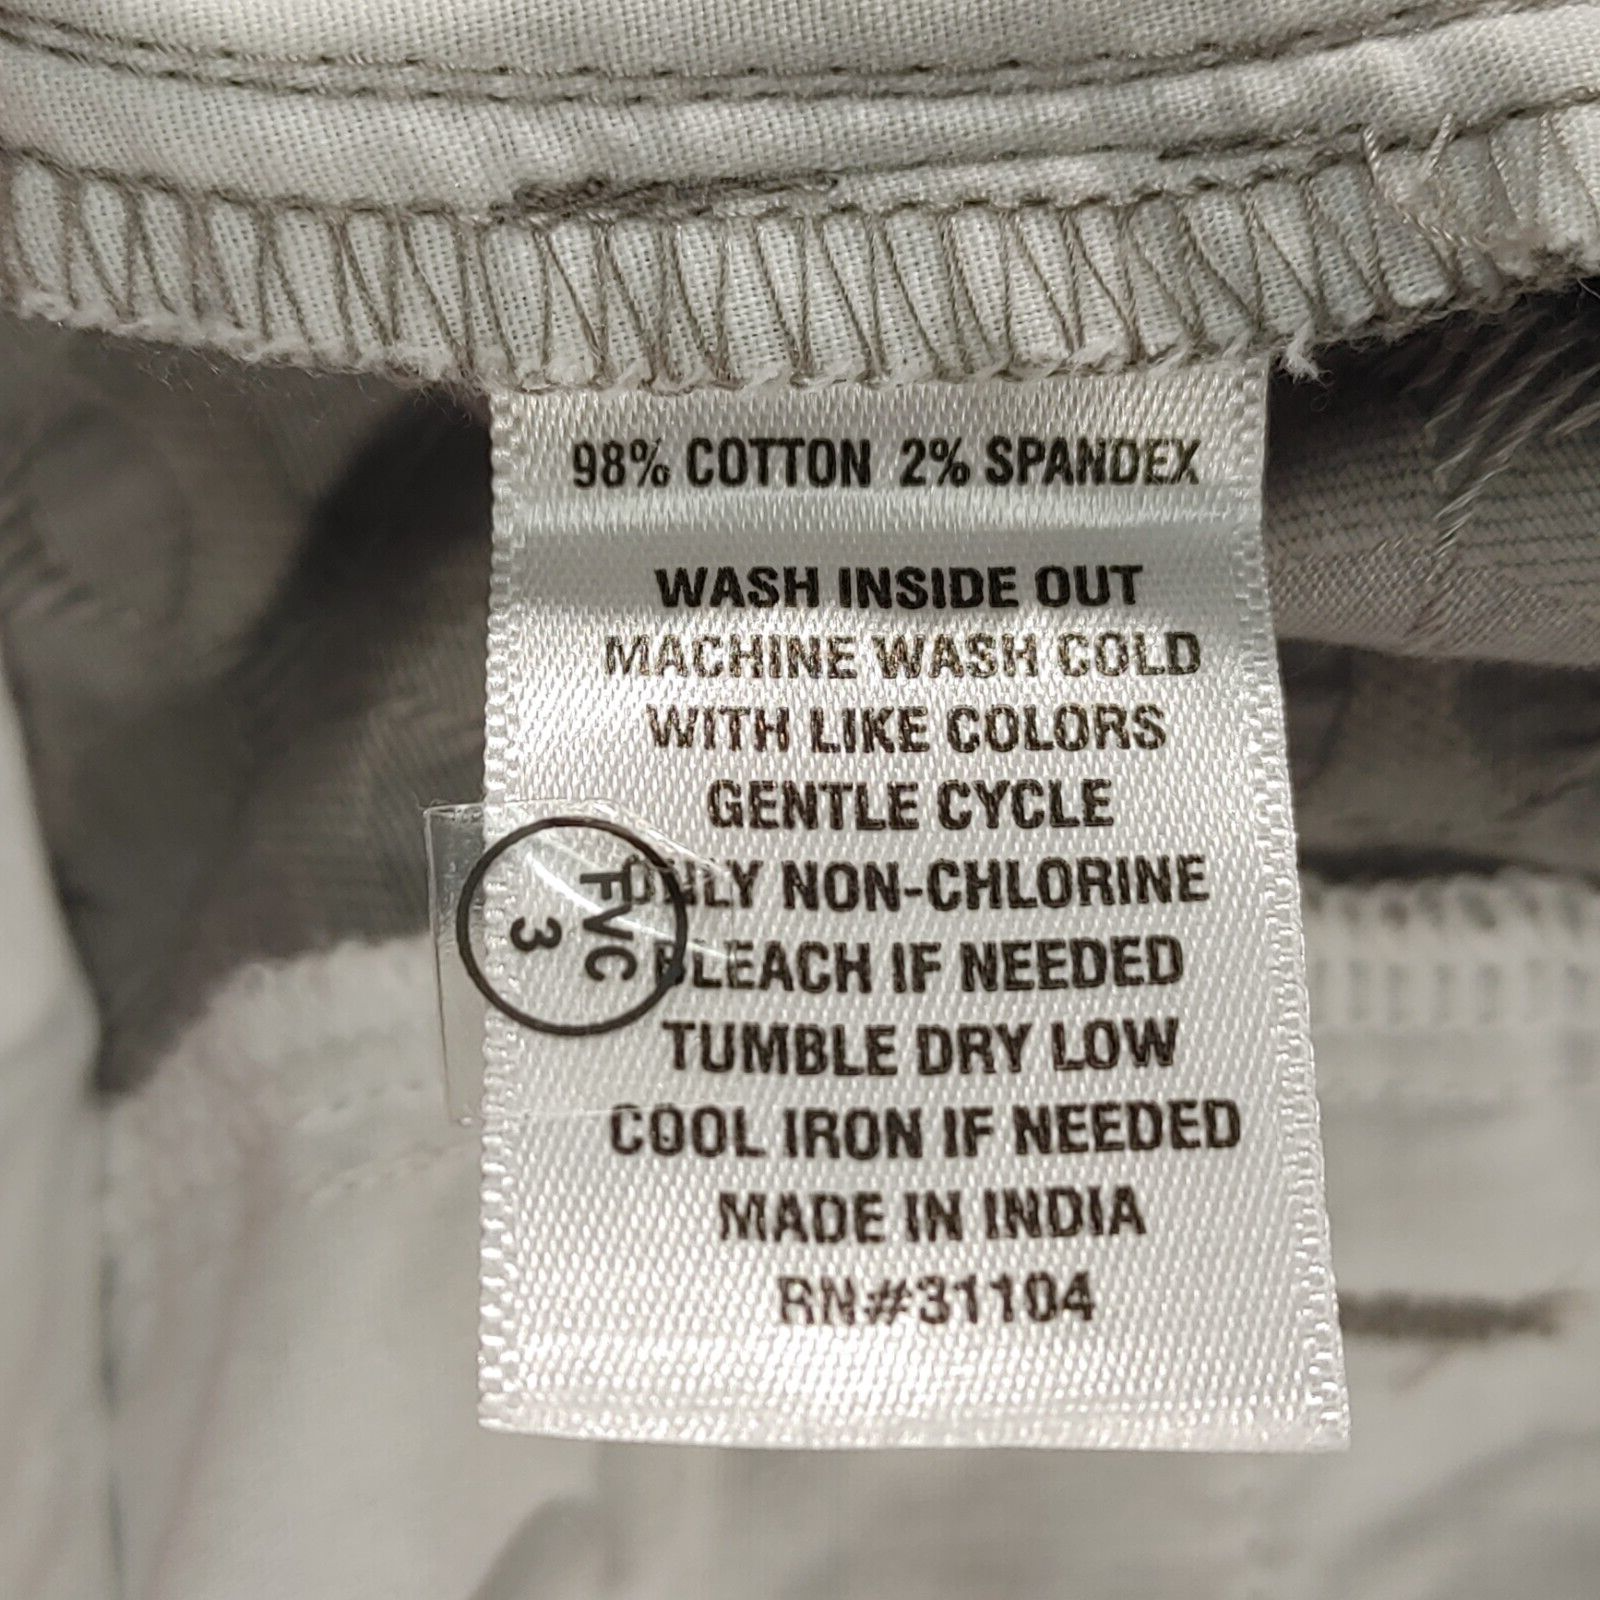 98% COTTON 2% SPANDEX
WASH INSIDE OUT
MACHINE WASH COLD
WITH LIKE COLORS
GENTLE CYCLE
ONLY NON-CHLORINE
BLEACH IF NEEDED
TUMBLE DRY LOW
COOL IRON IF NEEDED
MADE IN INDIA
RN#31104
FVC
3